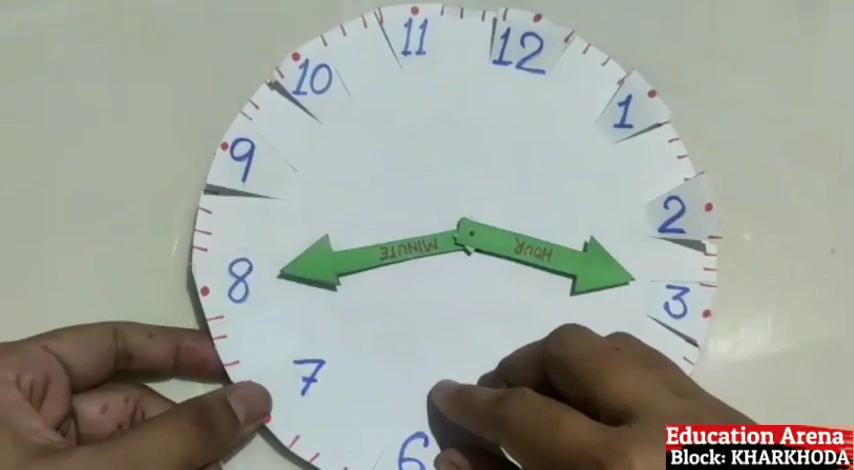 11
12
10
1
9
2
MINUTE
HOUR
8
3
7
6
Education Arena
Block: KHARKHODA